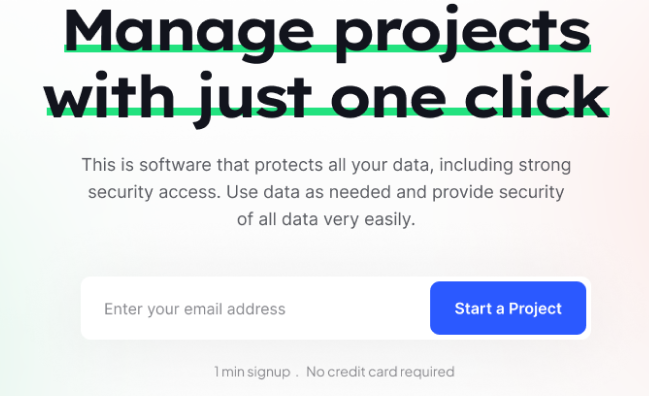 Manage projects
with just one click
This is software that protects all your data, including strong
security access. Use data as needed and provide security
of all data very easily.
Enter your email address
Start a Project
1 min signup . No credit card required